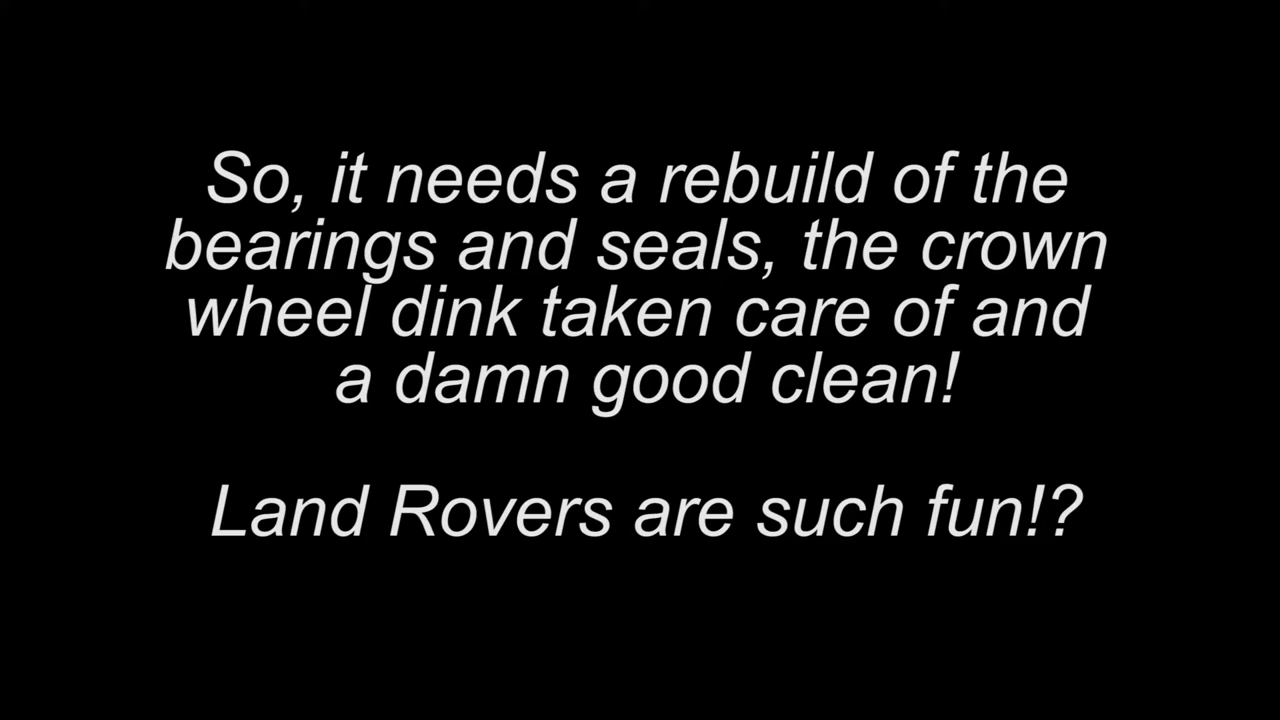 So, it needs a rebuild of the
bearings and seals, the crown
wheel dink taken care of and
a damn good clean!
Land Rovers are such fun!?